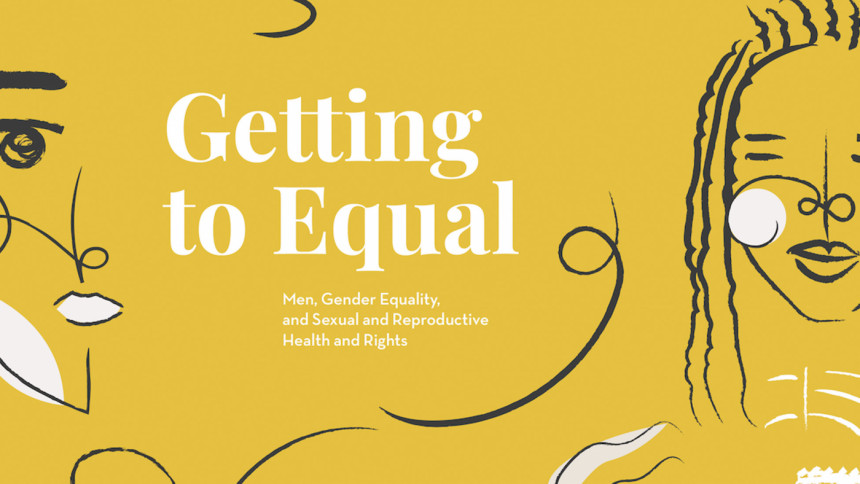 Getting
to Equal
Men, Gender Equality,
and Sexual and Reproductive
Health and Rights